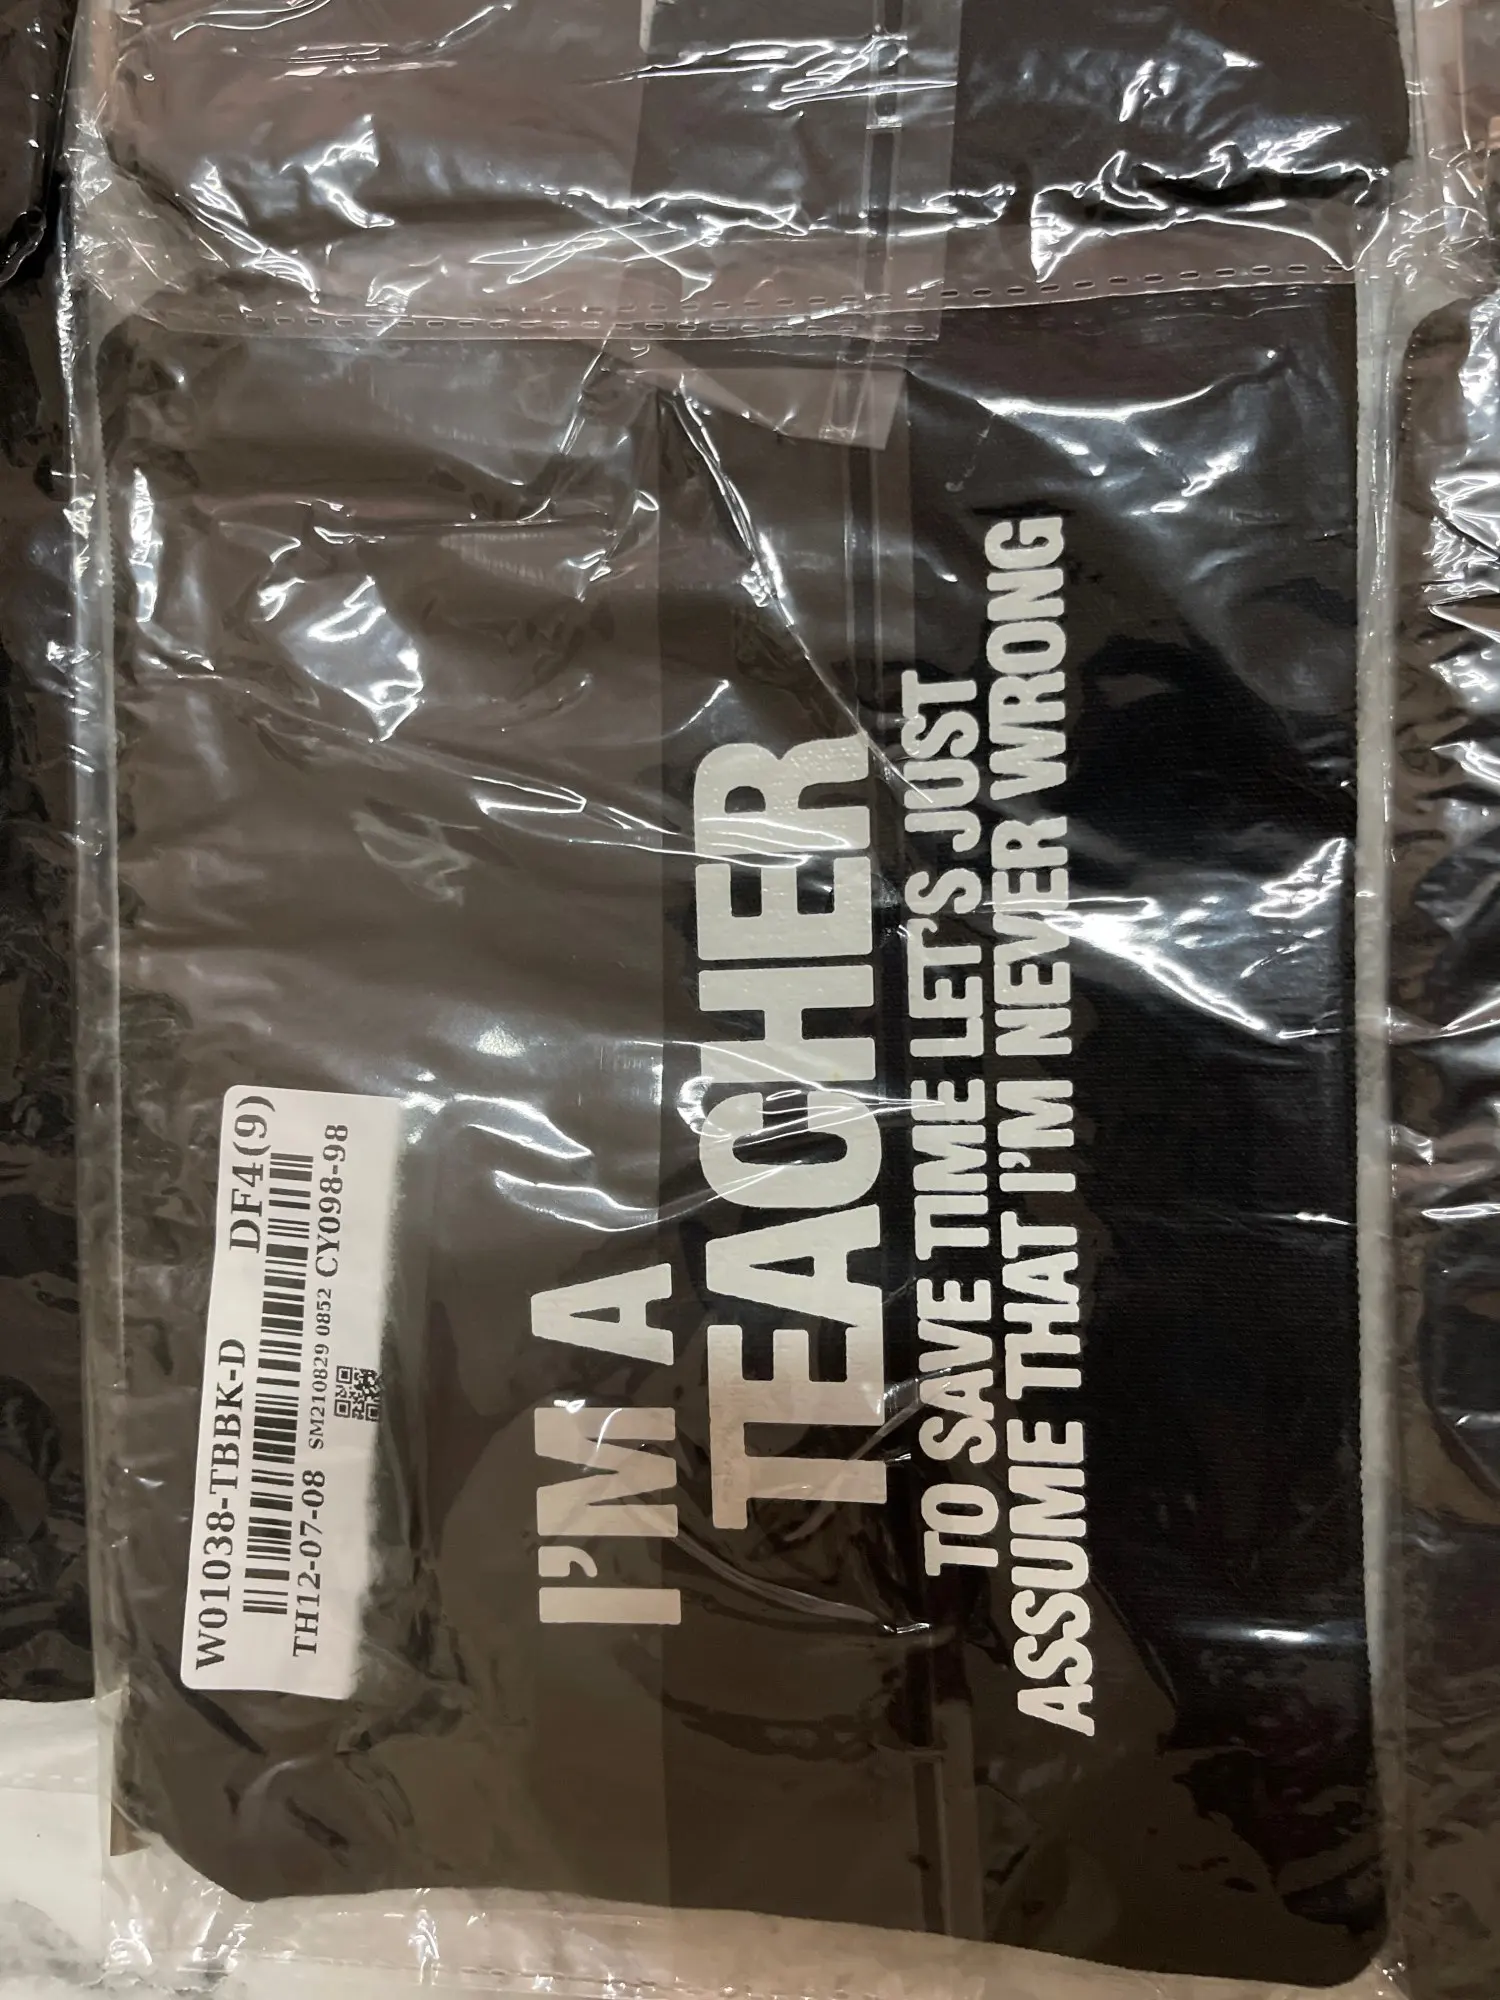 W01038-TBBK-D DF4(9)
TH12-07-08 SM210829 0852 CY098-98
I'M A
TEACHER
TO SAVE TIME LET'S JUST
ASSUME THAT I'M NEVER WRONG